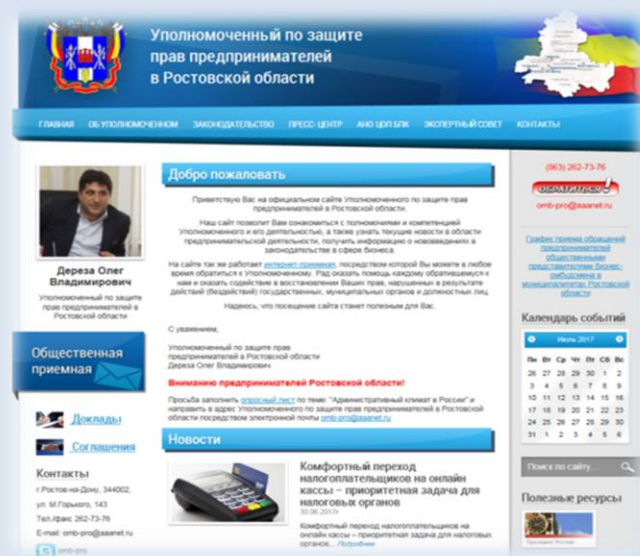 Уполномоченный по защите
прав предпринимателей
в Ростовской области
ГЛАВНАЯ ОБ УПОЛНОМОЧЕННОМ ЗАКОНОДАТЕЛЬСТВО ПРЕСС-ЦЕНТР АНО ЦОП БПК ЭКСПЕРТНЫЙ СОВЕТ КОНТАКТЫ
Дереза Олег
Владимирович
Уполномоченный по защите
прав предпринимателей в
Ростовской области
Общественная
приемная
Доклады
Соглашения
Контакты
г.Ростов-на-Дону, 344002,
ул. М.Горького, 143
Тел./факс 262-73-76
E-mail: omb-pro@aaanet.ru
omb-pro
Добро пожаловать
Приветствую Вас на официальном сайте Уполномоченного по защите прав
предпринимателей в Ростовской области.
Наш сайт позволит Вам ознакомиться с полномочиями и компетенцией
Уполномоченного и его деятельностью, а также узнать текущие новости в области
предпринимательской деятельности, получить информацию о нововведениях в
законодательстве в сфере бизнеса.
На сайте так же работает интернет-приемная, посредством которой Вы можете в любое
время обратиться к Уполномоченному. Рад оказать помощь каждому обратившемуся к
нам и оказать содействие в восстановлении Ваших прав, нарушенных в результате
действий (бездействий) государственных, муниципальных органов и должностных лиц.
Надеюсь, что посещение сайта станет полезным для Вас.
С уважением,
Уполномоченный по защите прав
предпринимателей в Ростовской области
Дереза Олег Владимирович
Вниманию предпринимателей Ростовской области!
Просьба заполнить опросный лист по теме: "Административный климат в России" и
направить в адрес Уполномоченного по защите прав предпринимателей в Ростовской
области посредством электронной почты omb-pro@aaanet.ru
Новости
Комфортный переход
налогоплательщиков на онлайн
кассы – приоритетная задача для
налоговых органов
30.06.2017г
Комфортный переход налогоплательщиков на
онлайн кассы – приоритетная задача для налоговых
органов... Подробнее
(863) 262-73-76
ОБРАТИТЬСЯ!
omb-pro@aaanet.ru
График приема обращений
предпринимателей
общественными
представителями бизнес-
омбудсмена в
муниципалитетах Ростовской
области
Календарь событий
Июль 2017
Пн Вт Ср Чт Пт Сб Вс
26 27 28 29 30 1 2
3 4 5 6 7 8 9
10 11 12 13 14 15 16
17 18 19 20 21 22 23
24 25 26 27 28 29 30
31 1 2 3 4 5 6
Поиск по сайту...
Полезные ресурсы
Президент России